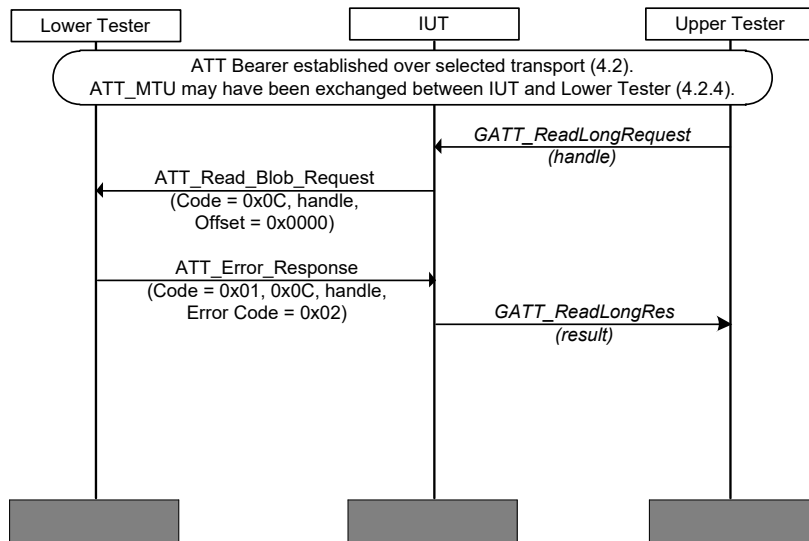 Lower Tester
IUT
Upper Tester
ATT Bearer established over selected transport (4.2).
ATT_MTU may have been exchanged between IUT and Lower Tester (4.2.4).
GATT_ReadLongRequest
(handle)
ATT_Read_Blob_Request
(Code = 0x0C, handle,
Offset = 0x0000)
ATT_Error_Response
(Code = 0x01, 0x0C, handle,
Error Code = 0x02)
GATT_ReadLongRes
(result)